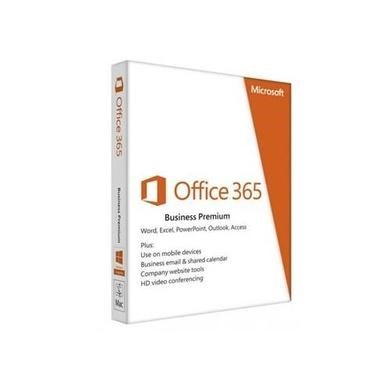 Microsoft
Office 365
Business Premium
Word, Excel, PowerPoint, Outlook, Access
Plus:
Use on mobile devices
Business email & shared calendar
Company website tools
HD video conferencing
Office 365
Business Premium
Mac